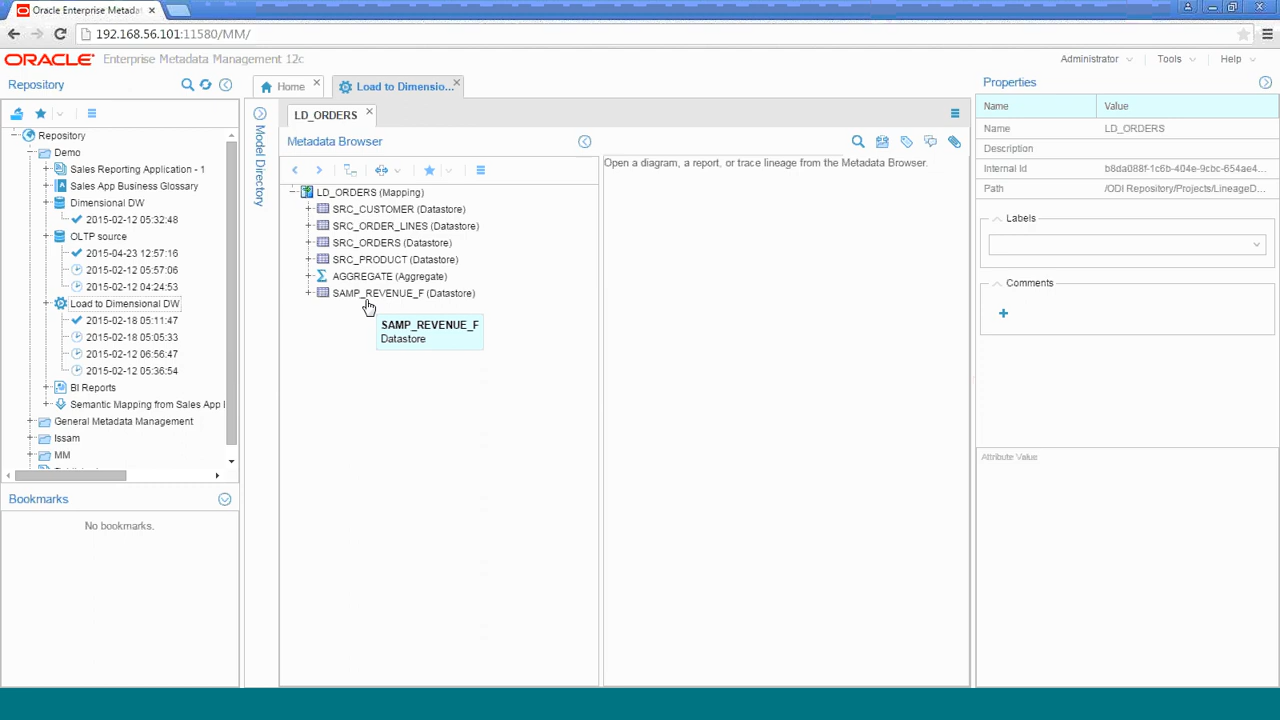 Oracle Enterprise Metada
192.168.56.101:11580/MM/
ORACLE Enterprise Metadata Management 12c
Administrator Tools Help
Repository
Repository
Demo
Sales Reporting Application - 1
Sales App Business Glossary
Dimensional DW
2015-02-12 05:32:48
OLTP source
2015-04-23 12:57:16
2015-02-12 05:57:06
2015-02-12 04:24:53
Load to Dimensional DW
2015-02-18 05:11:47
2015-02-18 05:05:33
2015-02-12 06:56:47
2015-02-12 05:36:54
BI Reports
Semantic Mapping from Sales App
General Metadata Management
Issam
MM
Bookmarks
No bookmarks.
Home
Load to Dimensio...
Model Directory
LD_ORDERS
Metadata Browser
LD_ORDERS (Mapping)
SRC_CUSTOMER (Datastore)
SRC_ORDER_LINES (Datastore)
SRC_ORDERS (Datastore)
SRC_PRODUCT (Datastore)
AGGREGATE (Aggregate)
SAMP_REVENUE_F (Datastore)
SAMP_REVENUE_F
Datastore
Open a diagram, a report, or trace lineage from the Metadata Browser.
Properties
Name Value
Name LD_ORDERS
Description
Internal Id b8da088f-1c6b-404e-9cbc-654ae4...
Path /ODI Repository/Projects/LineageD...
Labels
Comments
Attribute Value